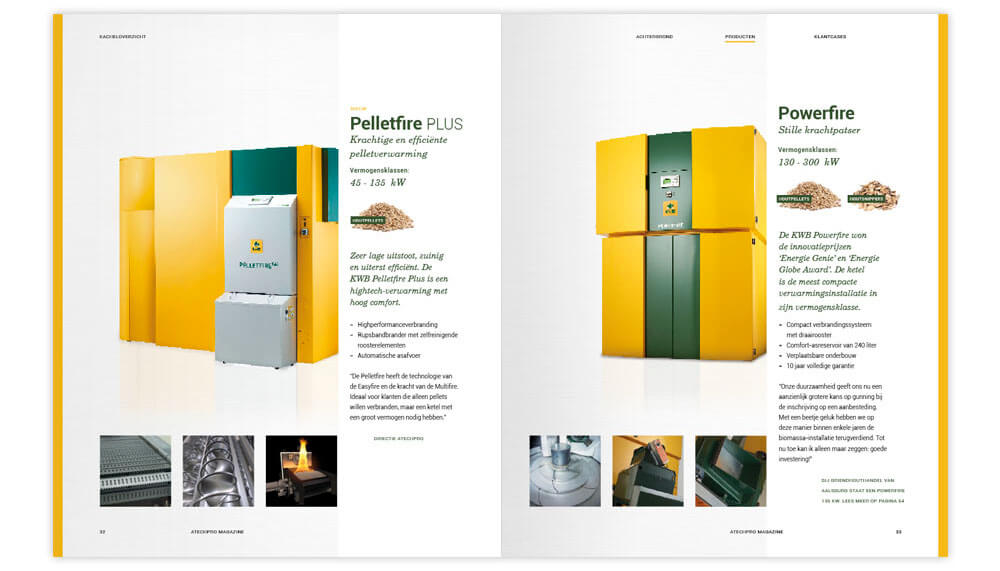 KACHELOVERZICHT
Pelletfire PLUS
Krachtige en efficiënte
pelletverwarming
Vermogensklassen:
45 - 135 kW
HOUTPELLETS
Zeer lage uitstoot, zuinig
en uiterst efficiënt. De
KWB Pelletfire Plus is een
hightech-verwarming met
hoog comfort.
- Highperformanceverbranding
- Rijpsbandbrander met zelfreinigende
roosterelementen
- Automatische asafvoer
"De Pelletfire heeft de technologie van
de Easyfire en de kracht van de Multifire.
Ideaal voor klanten die alleen pellets
willen verbranden, maar een ketel met
een groot vermogen nodig hebben."
DIRECTIE ATECHPRO
PELLETFIRE
32
ATECHPRO MAGAZINE
ACHTERGROND
PRODUCTEN
KLANTCASES
Powerfire
Stille krachtpatser
Vermogensklassen:
130 - 300 kW
HOUTPELLETS
HOUTSNIPPERS
De KWB Powerfire won
de innovatieprijzen
‘Energie Genie’ en ‘Energie
Globe Award’. De ketel
is de meest compacte
verwarmingsinstallatie in
zijn vermogensklasse.
- Compact verbrandingssysteem
met draairooster
- Comfort-asreservoir van 240 liter
- Verplaatsbare onderbouw
- 10 jaar volledige garantie
"Onze duurzaamheid geeft ons nu een
aanzienlijk grotere kans op gunning bij
de inschrijving op een aanbesteding.
Met een beetje geluk hebben we op
deze manier binnen enkele jaren de
biomassa-installatie terugverdiend. Tot
nu toe kan ik alleen maar zeggen: goede
investering!"
BIJ GRIENDHOUTHANDEL VAN
AALSBURG STAAT EEN POWERFIRE
135 KW. LEES MEER OP PAGINA 54
ATECHPRO MAGAZINE
33